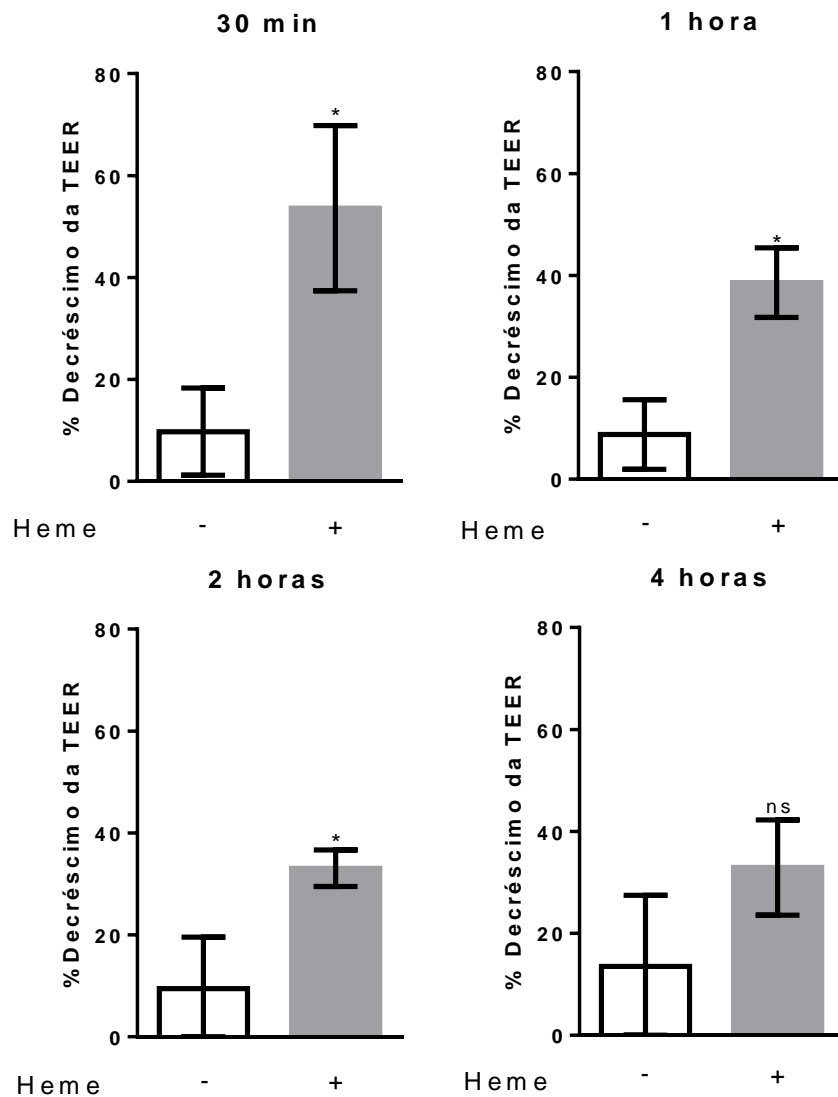 30 min
% Decréscimo da TEER
80
60
40
20
0
*
Heme - +
1 hora
% Decréscimo da TEER
80
60
40
20
0
*
Heme - +
2 horas
%Decréscimo da TEER
80
60
40
20
0
*
Heme - +
4 horas
% Decréscimo da TEER
80
60
40
20
0
ns
Heme - +